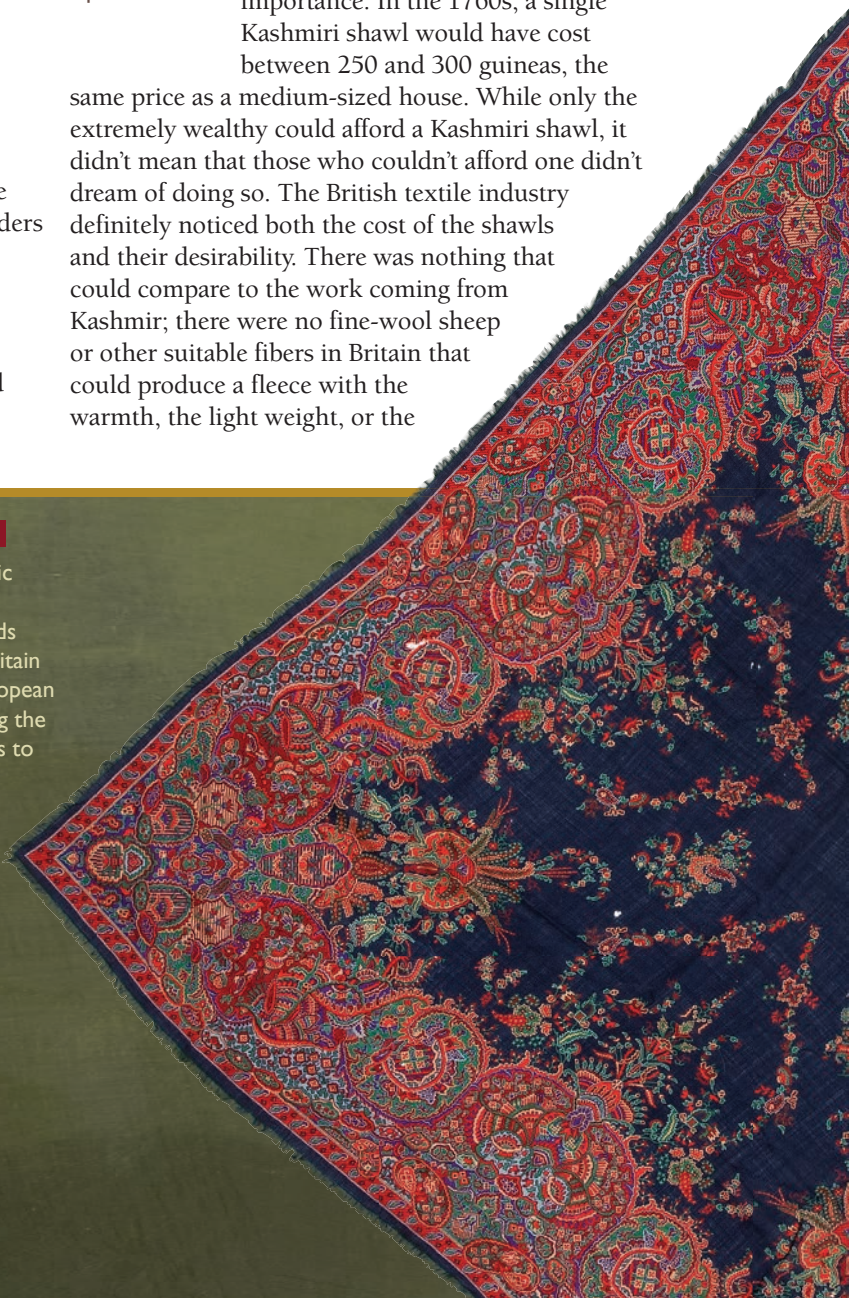 importance. In the 1760s, a single
Kashmiri shawl would have cost
between 250 and 300 guineas, the
same price as a medium-sized house. While only the
extremely wealthy could afford a Kashmiri shawl, it
didn’t mean that those who couldn’t afford one didn’t
dream of doing so. The British textile industry
definitely noticed both the cost of the shawls
and their desirability. There was nothing that
could compare to the work coming from
Kashmir; there were no fine-wool sheep
or other suitable fibers in Britain that
could produce a fleece with the
warmth, the light weight, or the
g the
s to